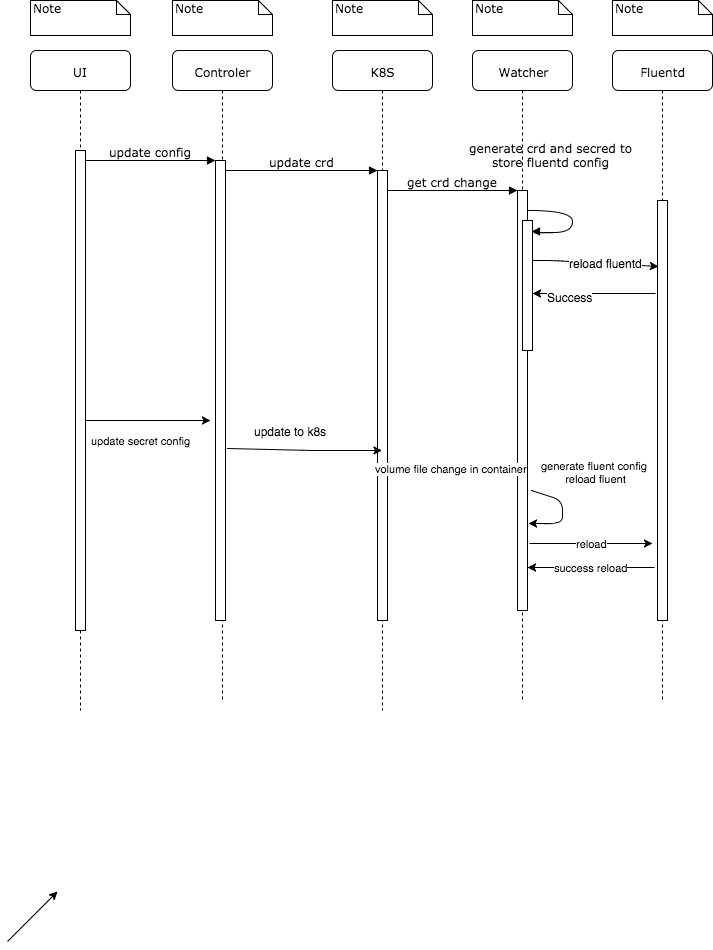 Note
Note
Note
Note
Note
UI
Controler
K8S
Watcher
Fluentd
update config
update crd
get crd change
generate crd and secred to
store fluentd config
reload fluentd
Success
update secret config
update to k8s
volume file change in container
generate fluent config
reload fluent
reload
success reload